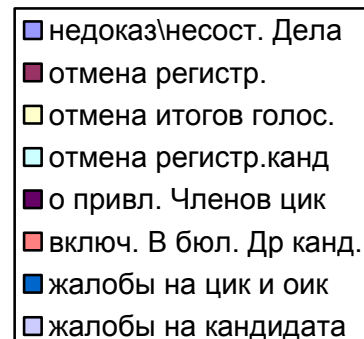 недоказ\несост. Дела
отмена регистр.
отмена итогов голос.
отмена регистр.канд
о привл. Членов цик
включ. В бюл. Др канд.
жалобы на цик и оик
жалобы на кандидата